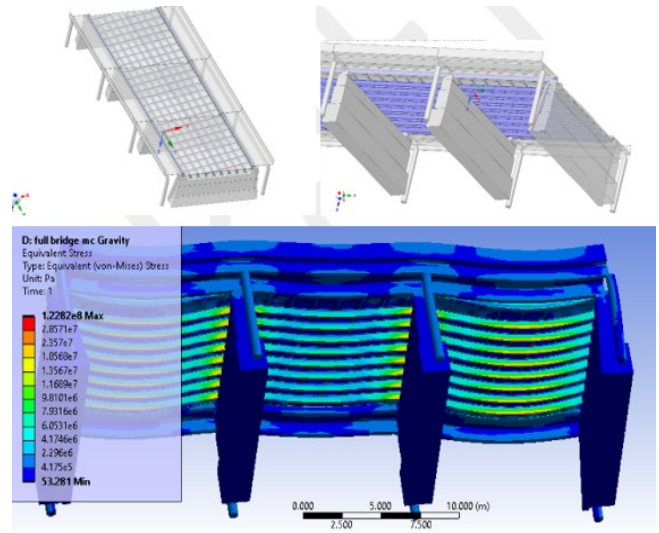 D: full bridge mc Gravity
Equivalent Stress
Type: Equivalent (von-Mises) Stress
Unit: Pa
Time: 1
1.2282e8 Max
2.8571e7
2.357e7
1.8568e7
1.3567e7
1.1689e7
9.8101e6
7.9316e6
6.0531e6
4.1746e6
2.296e6
4.175e5
53.281 Min
0.000 5.000 10.000 (m)
2.500 7.500